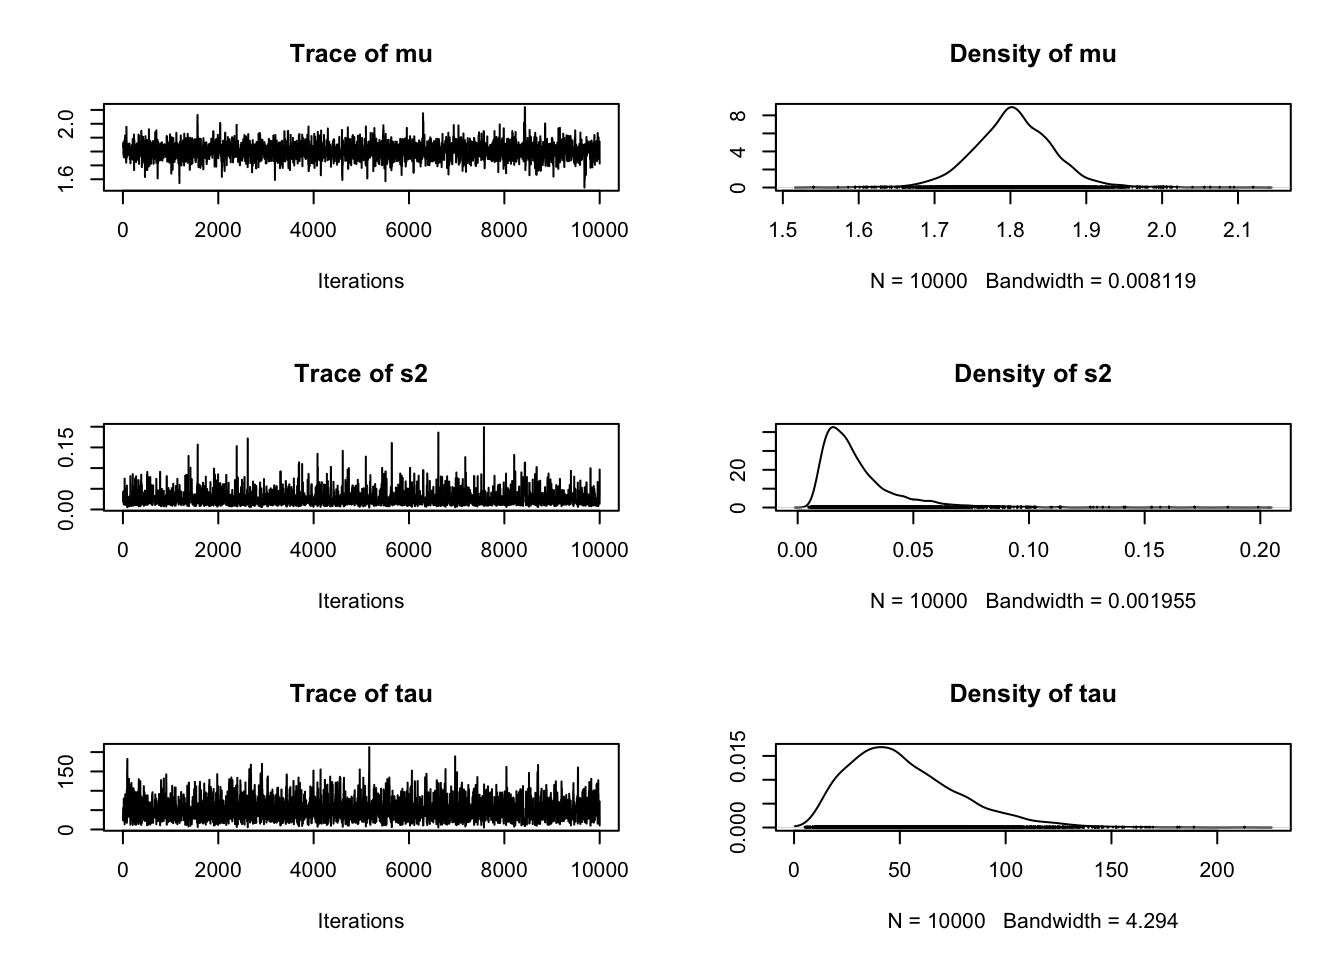 Trace of mu
2.0
1.6
0 2000 4000 6000 8000 10000
Iterations
Density of mu
8
4
0
1.5 1.6 1.7 1.8 1.9 2.0 2.1
N = 10000 Bandwidth = 0.008119
Trace of s2
0.15
0.00
0 2000 4000 6000 8000 10000
Iterations
Density of s2
20
0
0.00 0.05 0.10 0.15 0.20
N = 10000 Bandwidth = 0.001955
Trace of tau
150
0
0 2000 4000 6000 8000 10000
Iterations
Density of tau
0.015
0.000
0 50 100 150 200
N = 10000 Bandwidth = 4.294